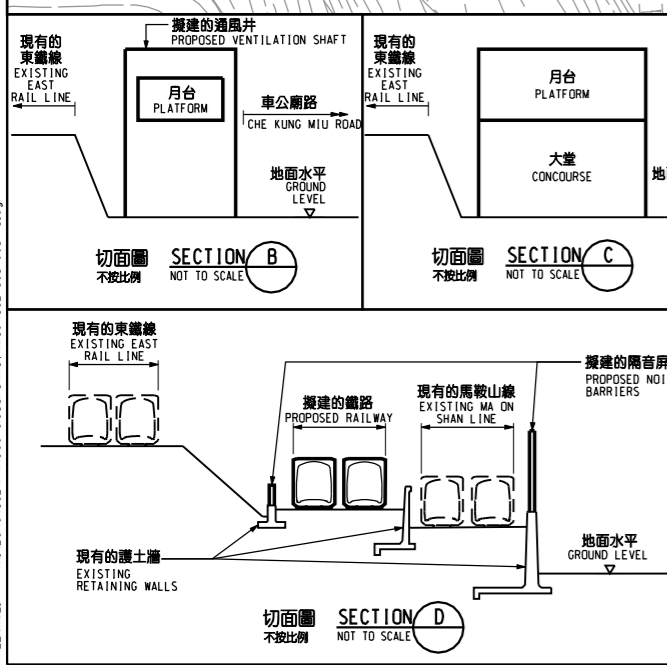 擬建的通風井
PROPOSED VENTILATION SHAFT
現有的
東鐵線
EXISTING
EAST
RAIL LINE
月台
PLATFORM
車公廟路
CHE KUNG MIU ROAD
地面水平
GROUND
LEVEL
切面圖 SECTION B
不按比例 NOT TO SCALE
現有的
東鐵線
EXISTING
EAST
RAIL LINE
月台
PLATFORM
大堂
CONCOURSE
切面圖 SECTION C
不按比例 NOT TO SCALE
現有的東鐵線
EXISTING EAST
RAIL LINE
擬建的鐵路
PROPOSED RAILWAY
現有的馬鞍山線
EXISTING MA ON
SHAN LINE
擬建的隔音屏
PROPOSED NOI
BARRIERS
現有的護土牆
EXISTING
RETAINING WALLS
地面水平
GROUND LEVEL
切面圖 SECTION D
不按比例 NOT TO SCALE